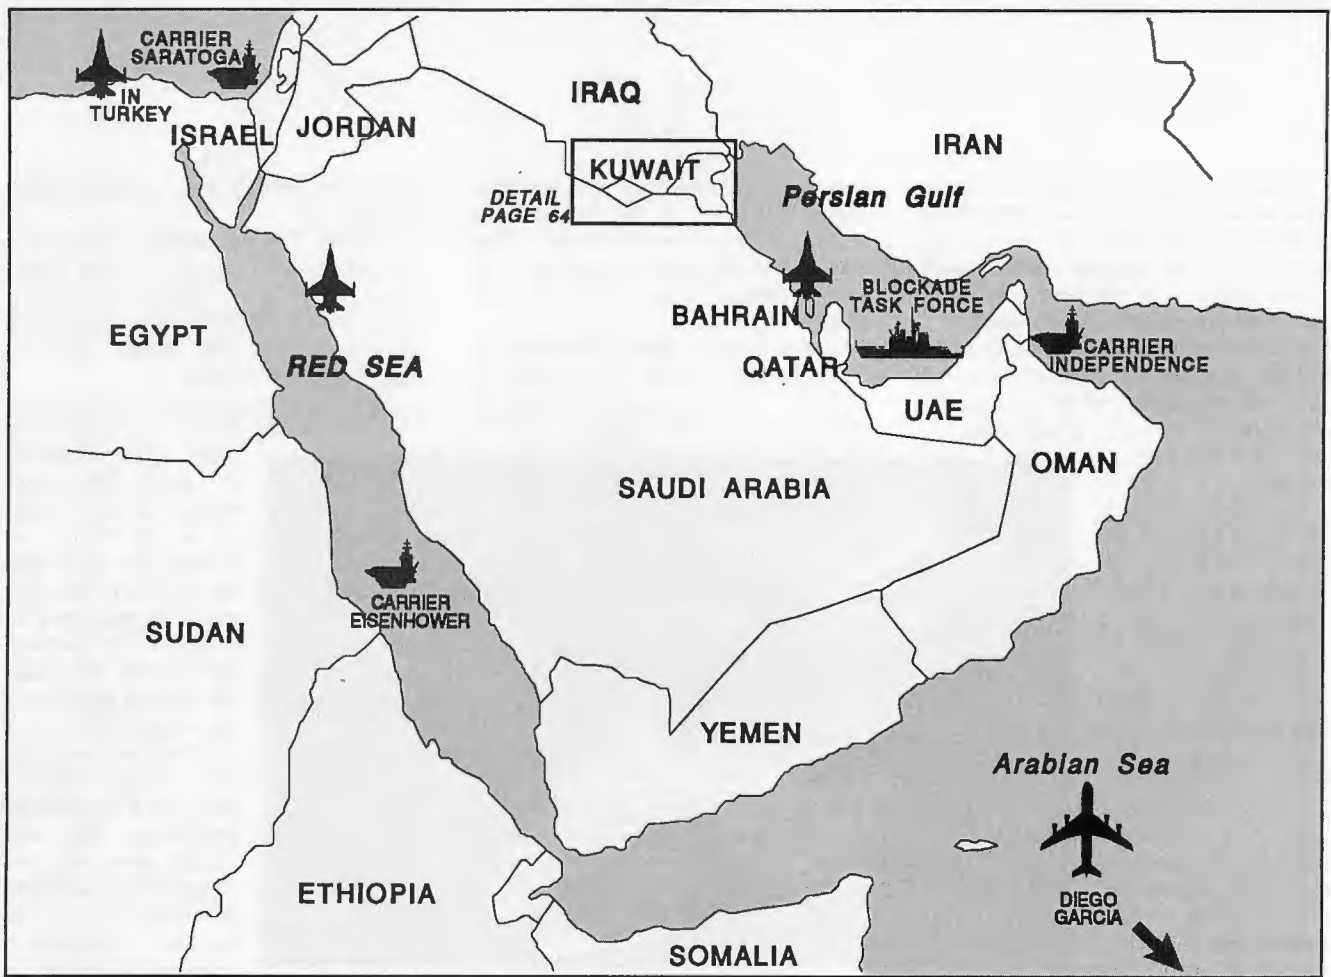 CARRIER
SARATOGA
IN
TURKEY
ISRAEL
JORDAN
IRAQ
IRAN
KUWAIT
DETAIL
PAGE 64
Persian Gulf
EGYPT
RED SEA
BAHRAIN
BLOCKADE
TASK FORCE
QATAR
CARRIER
INDEPENDENCE
UAE
OMAN
SAUDI ARABIA
CARRIER
EISENHOWER
SUDAN
YEMEN
Arabian Sea
ETHIOPIA
DIEGO
GARCIA
SOMALIA